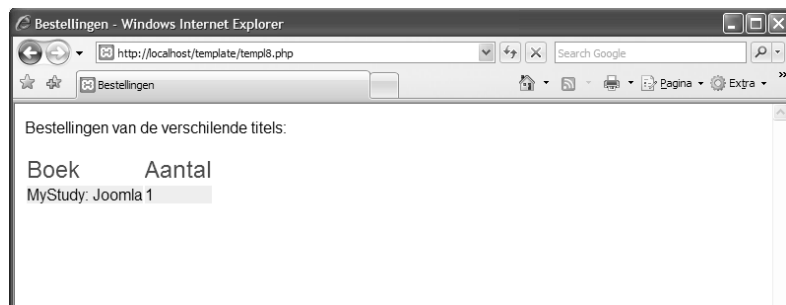 Bestellingen - Windows Internet Explorer
http://localhost/template/templ8.php
Search Google
Bestellingen
Pagina
Extra
Bestellingen van de verschilende titels:
Boek Aantal
MyStudy: Joomla 1